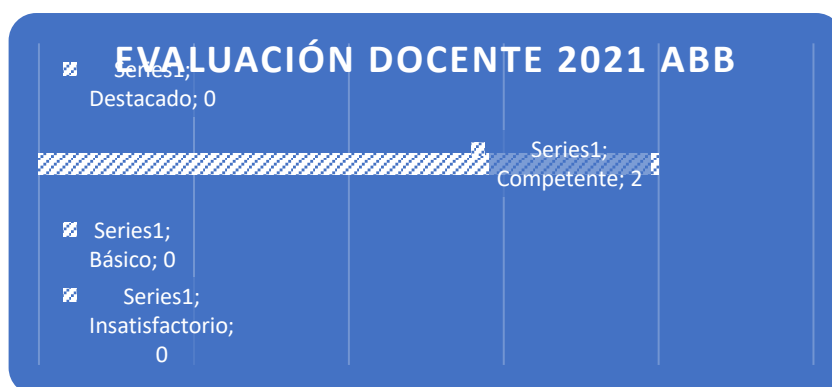 EVALUACIÓN DOCENTE 2021 ABB
Series1;
Destacado; 0
Series1;
Competente; 2
Series1;
Básico; 0
Series1;
Insatisfactorio;
0